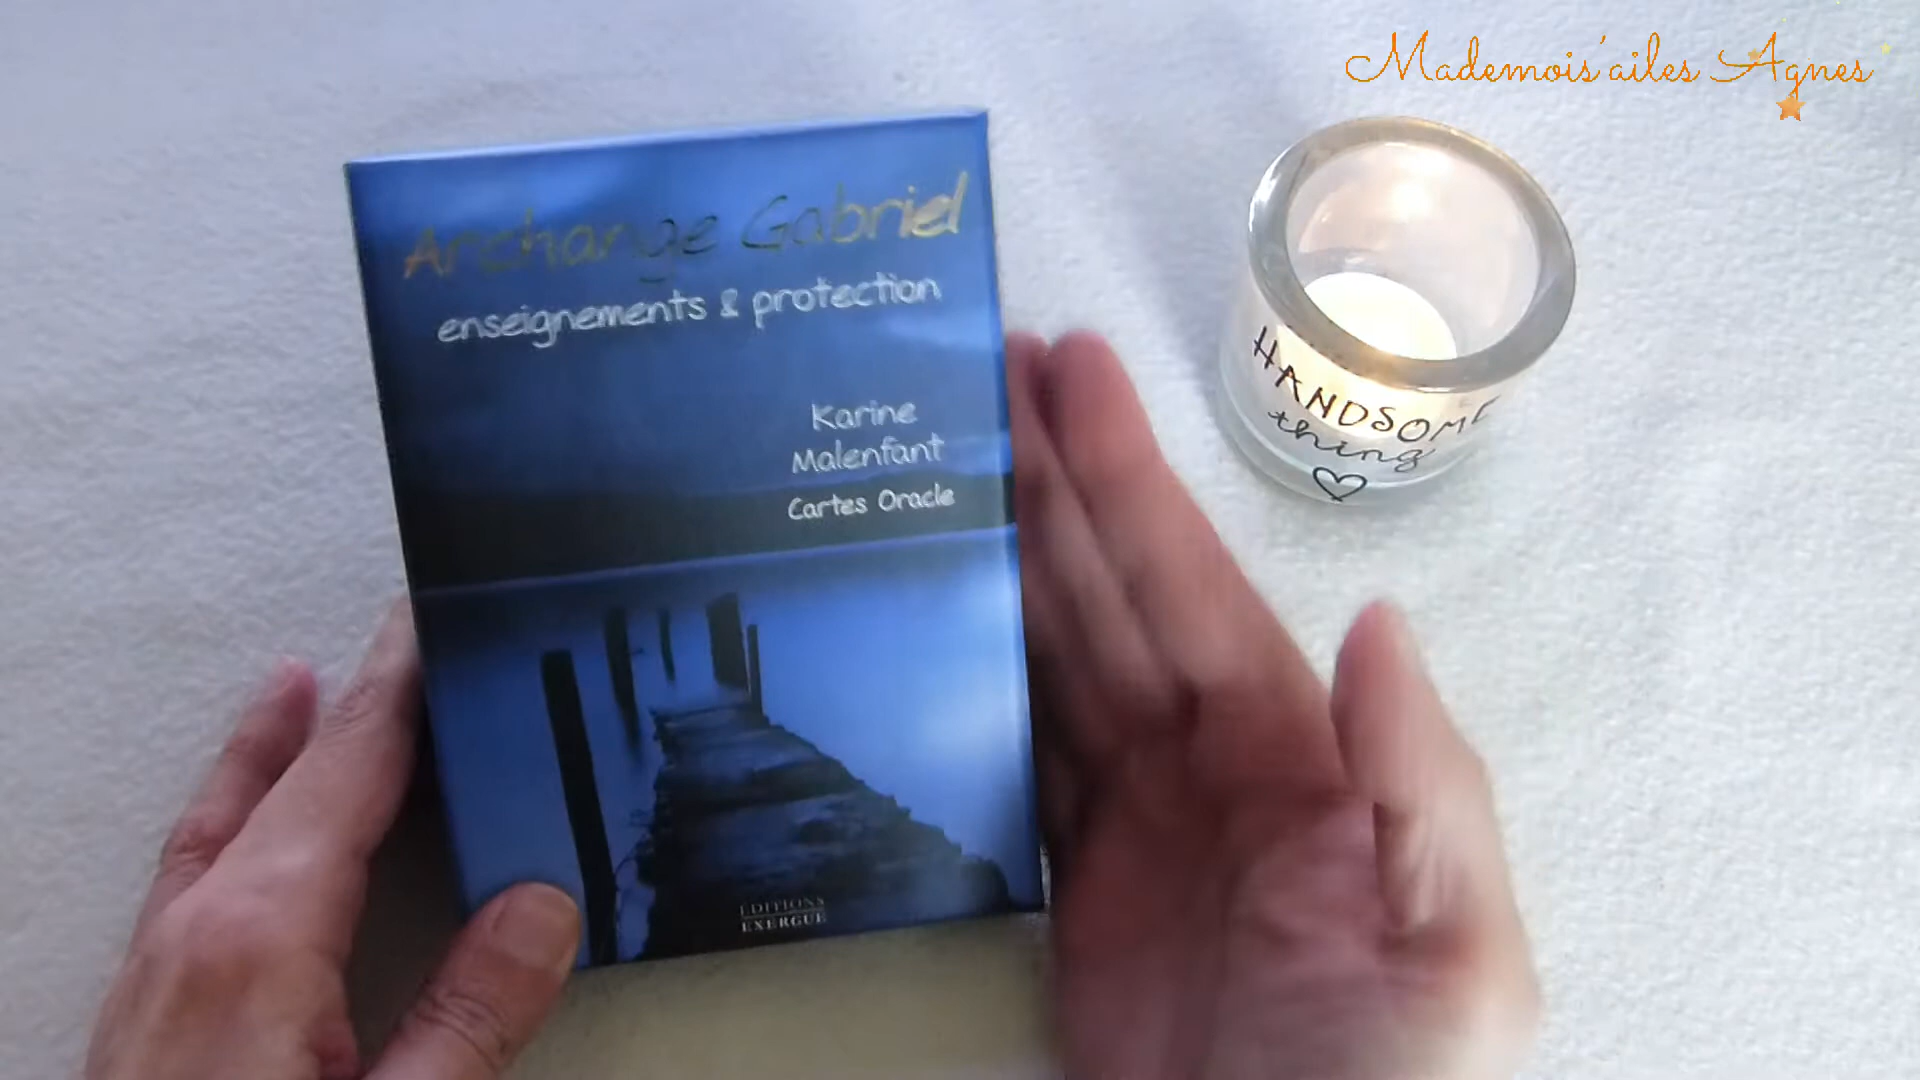 Mademois'ailes Agnes
Archange Gabriel
enseignements & protection
Karine
Malenfant
Cartes Oracle
HANDSOME
thing
EDITIONS
EXERGUE